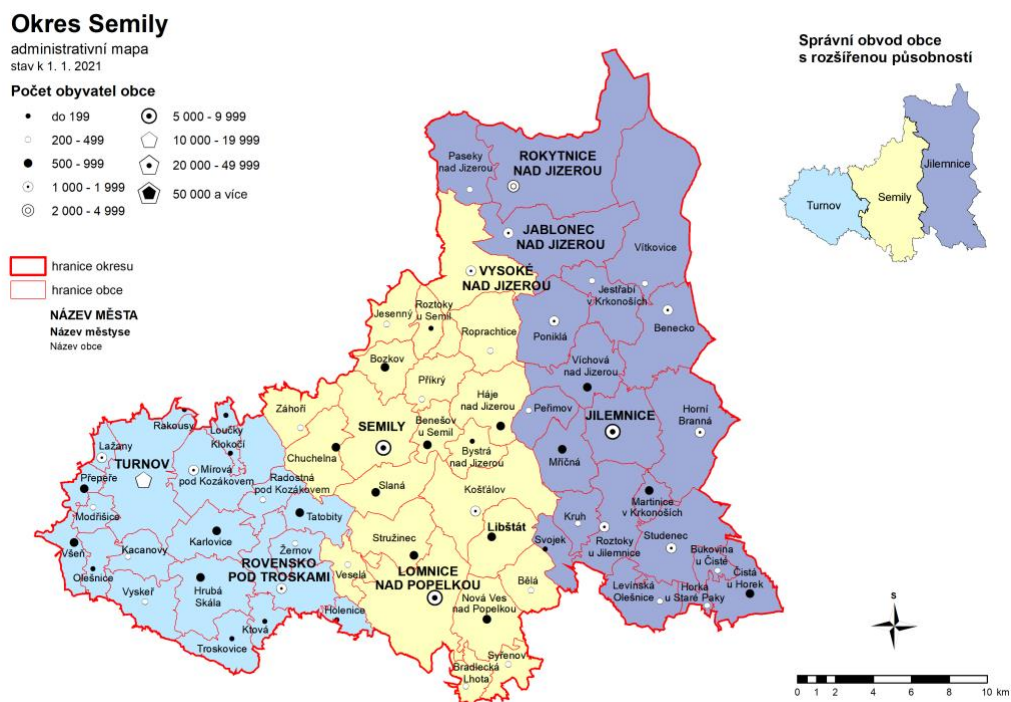 Okres Semily
administrativní mapa
stav k 1. 1. 2021
Počet obyvatel obce
do 199
200 - 499
500 - 999
1 000 - 1 999
2 000 - 4 999
5 000 - 9 999
10 000 - 19 999
20 000 - 49 999
50 000 a více
hranice okresu
hranice obce
NÁZEV MĚSTA
Název městyse
Název obce
Správní obvod obce
s rozšířenou působností
Jilemnice
Semily
Turnov
Paseky
nad Jizerou
ROKYTNICE
NAD JIZEROU
JABLONEC
NAD JIZEROU
Vítkovice
VYSOKÉ
NAD JIZEROU
Jestřabí
v Krkonoších
Benecko
Jesenný
Roztoky
u Semil
Roprachtice
Poniklá
Bozkov
Víchová
nad Jizerou
Příkrý
Háje
nad Jizerou
Peřimov
JILEMNICE
Horní
Branná
Záhoří
SEMILY
Benešov
u Semil
Bystrá
nad Jizerou
Mříčná
Rakousy
Loučky
Klokočí
Lažany
TURNOV
Mírová
pod Kozákovem
Chuchelna
Radostná
pod Kozákovem
Slaná
Košťálov
Přepeře
Modřišice
Tatobity
Martinice
v Krkonoších
Kruh
Roztoky
u Jilemnice
Studenec
Bukovina
u Čisté
Čistá
u Horek
Karlovice
Všeň
Kacanovy
Žernov
Stružinec
Libštát
Svojek
Olešnice
ROVENSKO
POD TROSKAMI
Veselá
LOMNICE
NAD POPELKOU
Bělá
Levínská
Olešnice
Horka
u Staré Paky
Vyskeř
Hrubá
Skála
Nová Ves
nad Popelkou
Holenice
Ktová
Troskovice
Syřenov
Bradlecká
Lhota
S
0 1 2 4 6 8 10 km